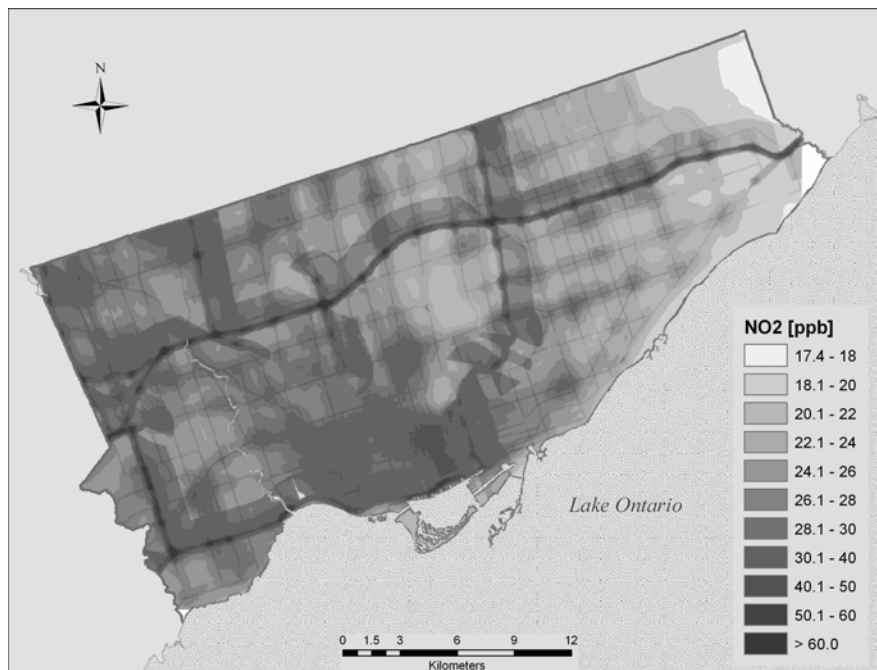 N
NO2 [ppb]
17.4 - 18
18.1 - 20
20.1 - 22
22.1 - 24
24.1 - 26
26.1 - 28
28.1 - 30
30.1 - 40
40.1 - 50
50.1 - 60
> 60.0
Lake Ontario
0 1.5 3 6 9 12
Kilometers